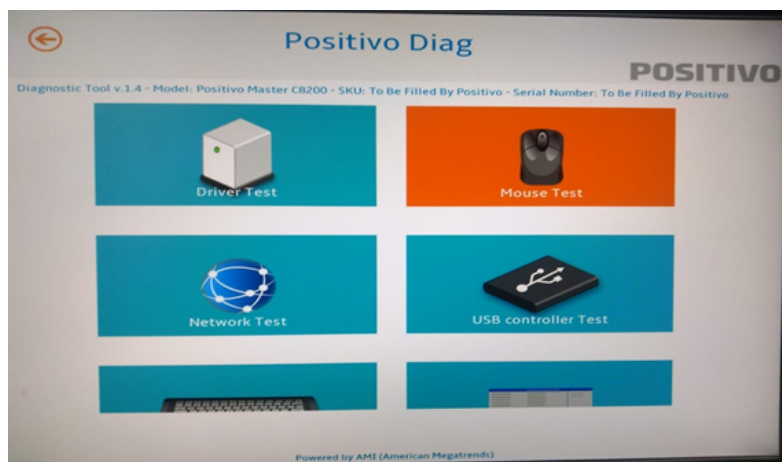 Positivo Diag
POSITIVO
Diagnostic Tool v.1.4 - Model: Positivo Master C8200 - SKU: To Be Filled By Positivo - Serial Number: To Be Filled By Positivo
Driver Test
Mouse Test
Network Test
USB controller Test
Powered by AMI (American Megatrends)